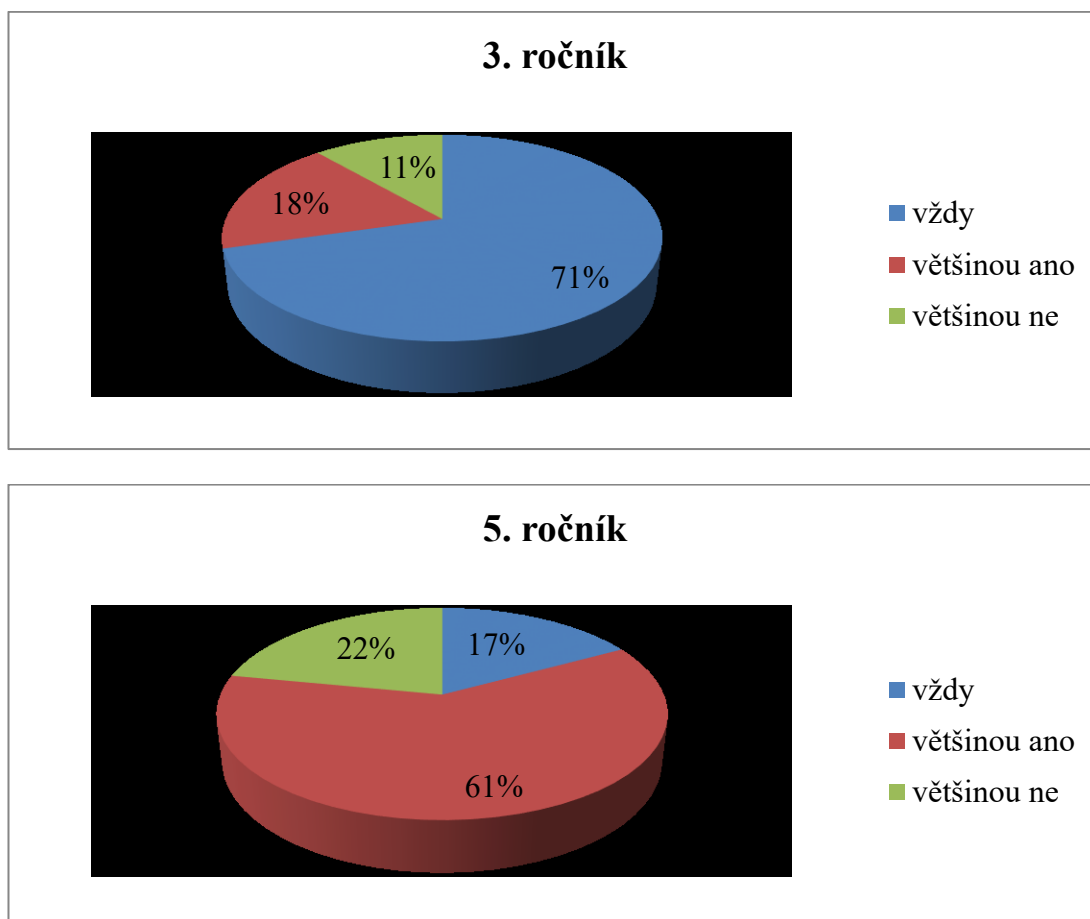 3. ročník
11%
18%
71%
vždy
většinou ano
většinou ne
5. ročník
22%
17%
61%
vždy
většinou ano
většinou ne